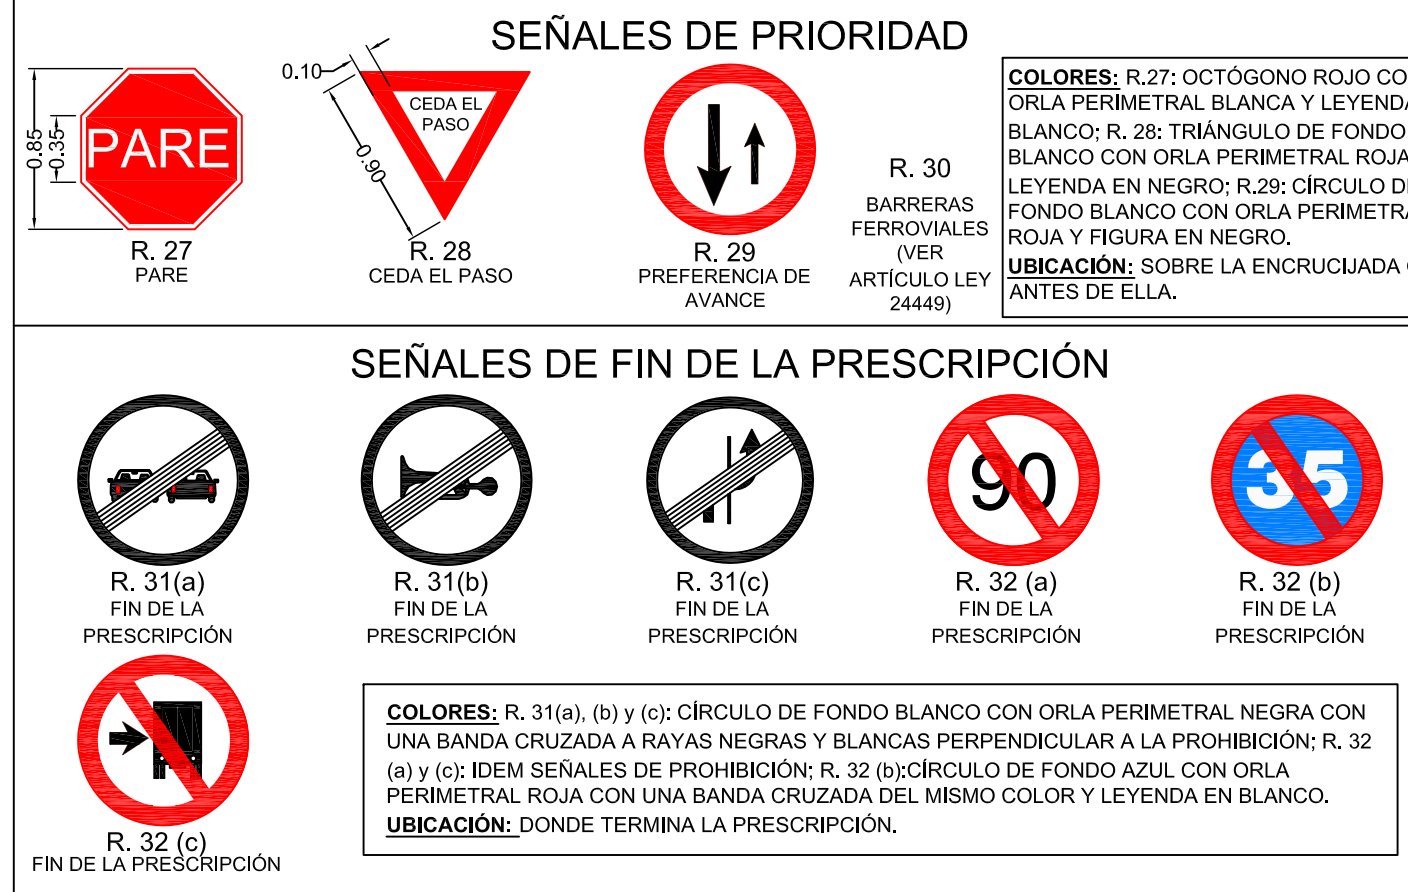 SEÑALES DE PRIORIDAD
0.85
0.35
PARE
R. 27
PARE
0.10
0.90
CEDA EL
PASO
R. 28
CEDA EL PASO
R. 29
PREFERENCIA DE
AVANCE
R. 30
BARRERAS
FERROVIALES
(VER
ARTÍCULO LEY
24449)
COLORES: R.27: OCTÓGONO ROJO CO
ORLA PERIMETRAL BLANCA Y LEYENDA
BLANCO; R. 28: TRIÁNGULO DE FONDO
BLANCO CON ORLA PERIMETRAL ROJA
LEYENDA EN NEGRO; R.29: CÍRCULO DE
FONDO BLANCO CON ORLA PERIMETRA
ROJA Y FIGURA EN NEGRO.
UBICACIÓN: SOBRE LA ENCRUCIJADA
ANTES DE ELLA.
SEÑALES DE FIN DE LA PRESCRIPCIÓN
R. 31(a)
FIN DE LA
PRESCRIPCIÓN
R. 31(b)
FIN DE LA
PRESCRIPCIÓN
R. 31(c)
FIN DE LA
PRESCRIPCIÓN
90
R. 32 (a)
FIN DE LA
PRESCRIPCIÓN
35
R. 32 (b)
FIN DE LA
PRESCRIPCIÓN
R. 32 (c)
FIN DE LA PRESCRIPCIÓN
COLORES: R. 31(a), (b) y (c): CÍRCULO DE FONDO BLANCO CON ORLA PERIMETRAL NEGRA CON
UNA BANDA CRUZADA A RAYAS NEGRAS Y BLANCAS PERPENDICULAR A LA PROHIBICIÓN; R. 32
(a) y (c): IDEM SEÑALES DE PROHIBICIÓN; R. 32 (b):CÍRCULO DE FONDO AZUL CON ORLA
PERIMETRAL ROJA CON UNA BANDA CRUZADA DEL MISMO COLOR Y LEYENDA EN BLANCO.
UBICACIÓN: DONDE TERMINA LA PRESCRIPCIÓN.